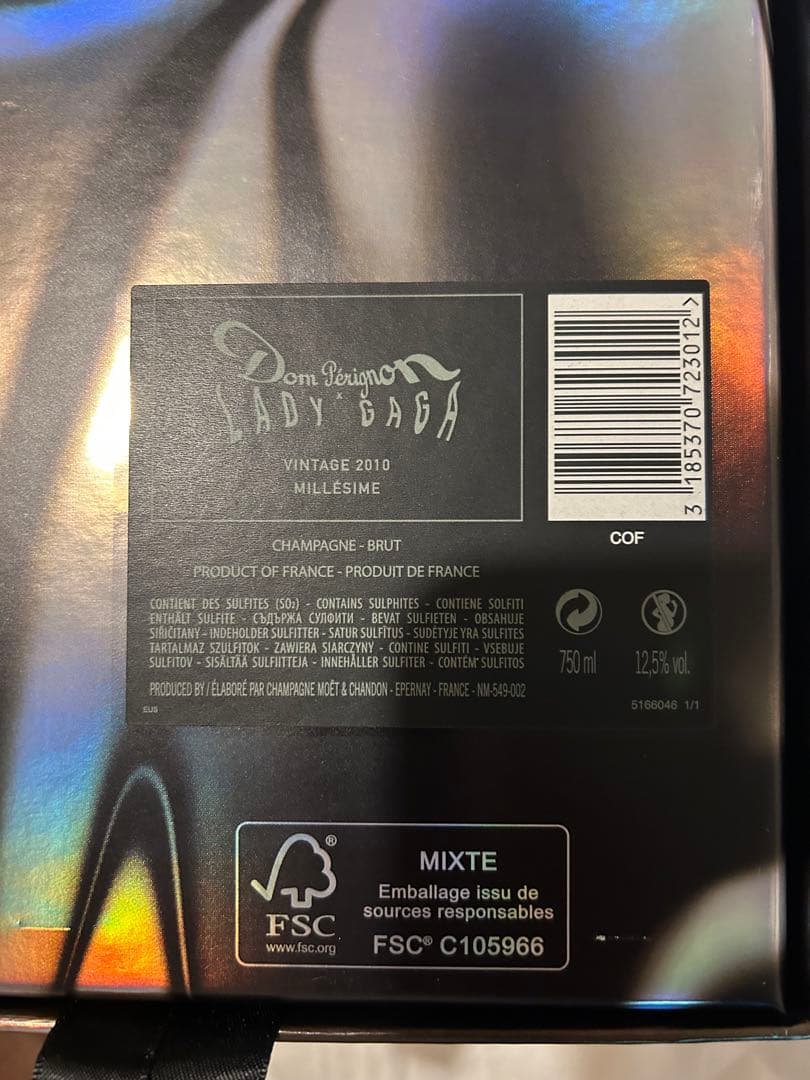 Dom Pérignon
x
LADY GAGA
VINTAGE 2010
MILLÉSIME
3 185370 723012 >
COF
CHAMPAGNE - BRUT
PRODUCT OF FRANCE - PRODUIT DE FRANCE
CONTIENT DES SULFITES (SO₂) - CONTAINS SULPHITES - CONTIENE SOLFITI
ENTHÄLT SULFITE - СЪДЪРЖА СУЛФИТИ - BEVAT SULFIETEN - OBSAHUJE
SIŘIČITANY - INDEHOLDER SULFITTER - SATUR SULFĪTUS - SUDĖTYJE YRA SULFITES
TARTALMAZ SZULFITOK - ZAWIERA SIARCZYNY - CONTINE SULFITI - VSEBUJE
SULFITOV - SISÄLTÄÄ SULFIITTEJA - INNEHÅLLER SULFITER - CONTÉM SULFITOS
PRODUCED BY / ÉLABORÉ PAR CHAMPAGNE MOËT & CHANDON - EPERNAY - FRANCE - NM-549-002
750 ml
12,5% vol.
EUS
5166046 1/1
FSC
®
www.fsc.org
MIXTE
Emballage issu de
sources responsables
FSC® C105966